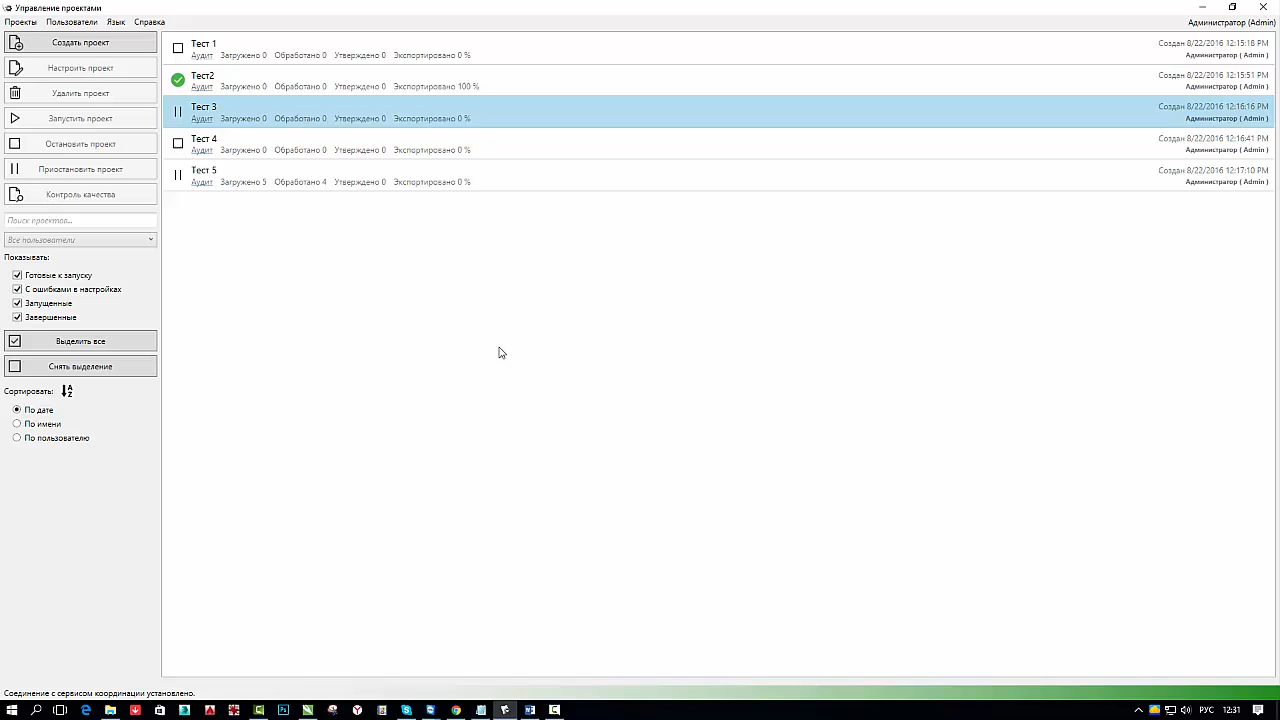 Управление проектами
Проекты Пользователи Язык Справка
Администратор (Admin)
Создать проект
Настроить проект
Удалить проект
Запустить проект
Остановить проект
Приостановить проект
Контроль качества
Поиск проектов...
Все пользователи
Показывать:
Готовые к запуску
С ошибками в настройках
Запущенные
Завершенные
Выделить все
Снять выделение
Сортировать: A Z
По дате
По имени
По пользователю
Тест 1 Создан 8/22/2016 12:15:18 PM
Аудит Загружено 0 Обработано 0 Утверждено 0 Экспортировано 0 % Администратор ( Admin )
Тест2 Создан 8/22/2016 12:15:51 PM
Аудит Загружено 0 Обработано 0 Утверждено 0 Экспортировано 100 % Администратор ( Admin )
Тест 3 Создан 8/22/2016 12:16:16 PM
Аудит Загружено 0 Обработано 0 Утверждено 0 Экспортировано 0 % Администратор ( Admin )
Тест 4 Создан 8/22/2016 12:16:41 PM
Аудит Загружено 0 Обработано 0 Утверждено 0 Экспортировано 0 % Администратор ( Admin )
Тест 5 Создан 8/22/2016 12:17:10 PM
Аудит Загружено 5 Обработано 4 Утверждено 0 Экспортировано 0 % Администратор ( Admin )
Соединение с сервисом координации установлено.
РУС 12:31